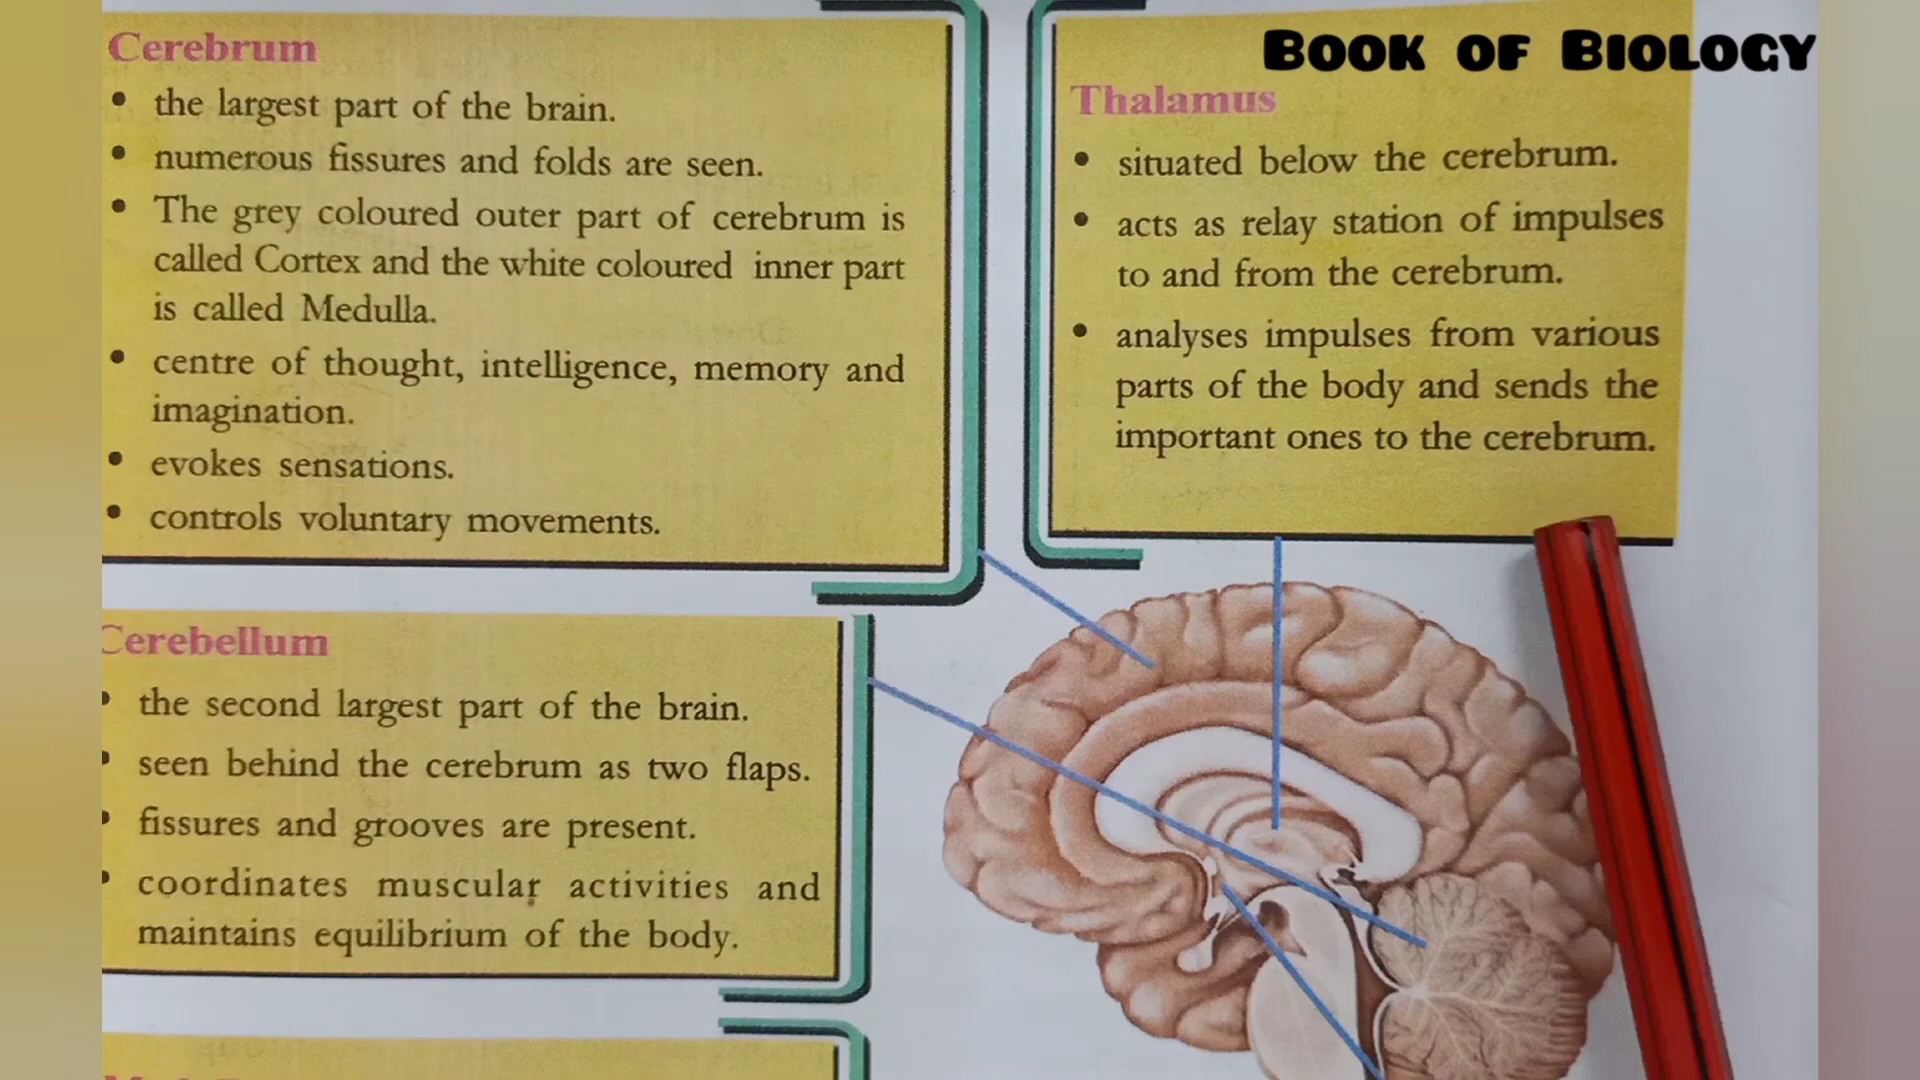 Cerebrum
• the largest part of the brain.
• numerous fissures and folds are seen.
• The grey coloured outer part of cerebrum is
called Cortex and the white coloured inner part
is called Medulla.
• centre of thought, intelligence, memory and
imagination.
• evokes sensations.
• controls voluntary movements.
BOOK OF BIOLOGY
Thalamus
• situated below the cerebrum.
• acts as relay station of impulses
to and from the cerebrum.
• analyses impulses from various
parts of the body and sends the
important ones to the cerebrum.
Cerebellum
• the second largest part of the brain.
• seen behind the cerebrum as two flaps.
• fissures and grooves are present.
• coordinates muscular activities and
maintains equilibrium of the body.